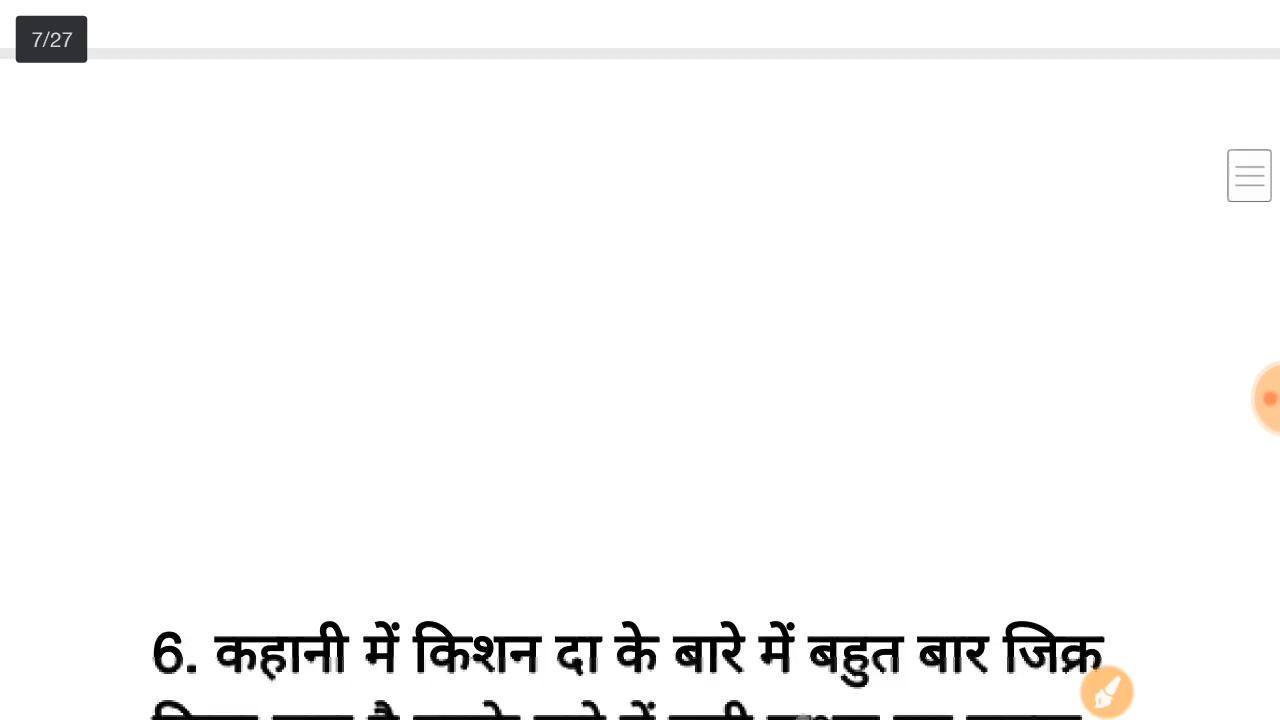 7/27
6. कहानी में किशन दा के बारे में बहुत बार जिक्र